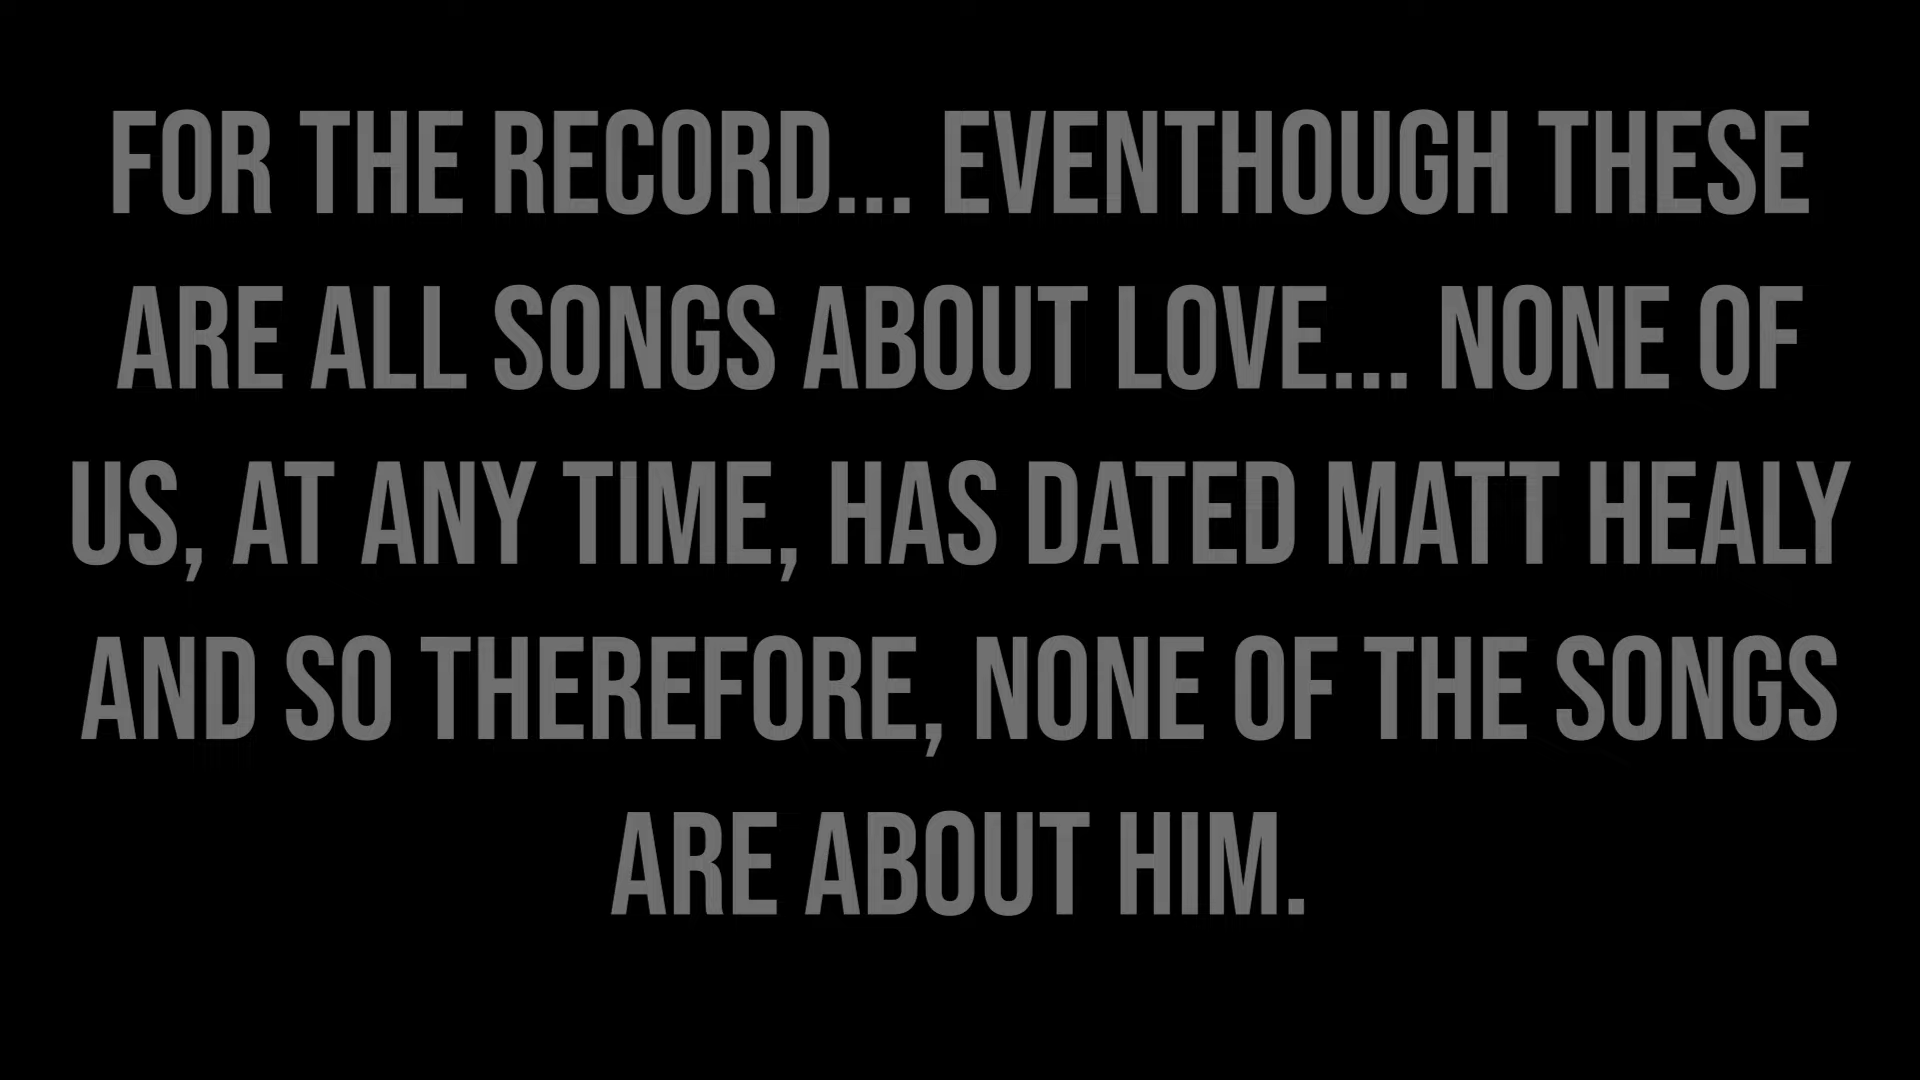 FOR THE RECORD... EVENTHOUGH THESE
ARE ALL SONGS ABOUT LOVE... NONE OF
US, AT ANY TIME, HAS DATED MATT HEALY
AND SO THEREFORE, NONE OF THE SONGS
ARE ABOUT HIM.